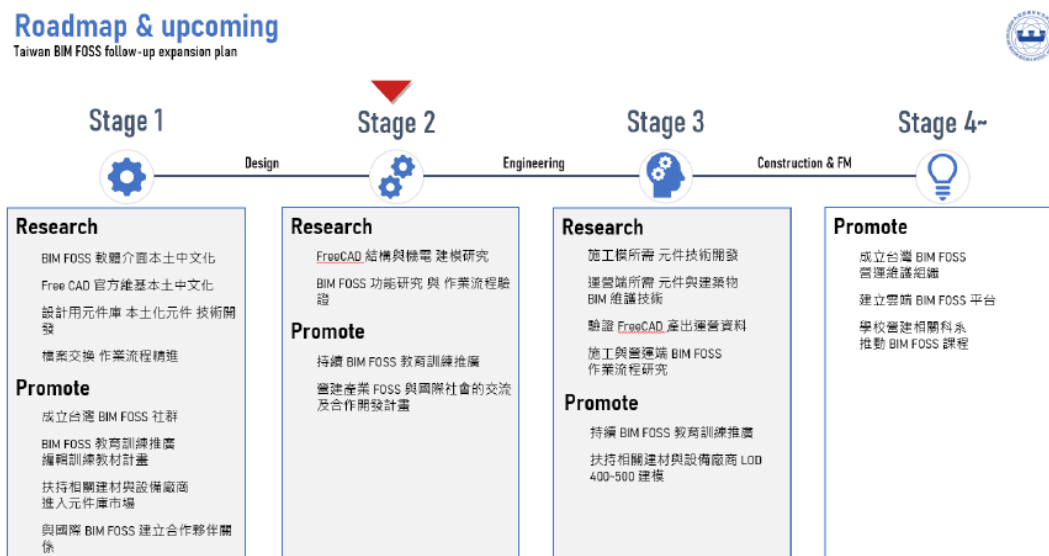 Roadmap & upcoming
Taiwan BIM FOSS follow-up expansion plan
Stage 1
Stage 2
Stage 3
Stage 4~
Design
Engineering
Construction & FM
Research
BIM FOSS 軟體介面本土中文化
Free CAD 官方維基本土中文化
設計用元件庫 本土化元件 技術開
發
檔案交換 作業流程精進
Promote
成立台灣 BIM FOSS 社群
BIM FOSS 教育訓練推廣
編輯訓練教材計畫
扶持相關建材與設備廠商
進入元件庫市場
與國際 BIM FOSS 建立合作夥伴關
係
Research
FreeCAD 結構與機電 建模研究
BIM FOSS 功能研究 與 作業流程驗
證
Promote
持續 BIM FOSS 教育訓練推廣
營建產業 FOSS 與國際社會的交流
及合作開發計畫
Research
施工模所需 元件技術開發
運營端所需 元件與建築物
BIM 維護技術
驗證 FreeCAD 產出運營資料
施工與營運端 BIM FOSS
作業流程研究
Promote
持續 BIM FOSS 教育訓練推廣
扶持相關建材與設備廠商 LOD
400~500 建模
Promote
成立台灣 BIM FOSS
營運維護組織
建立雲端 BIM FOSS 平台
學校營建相關科系
推動 BIM FOSS 課程